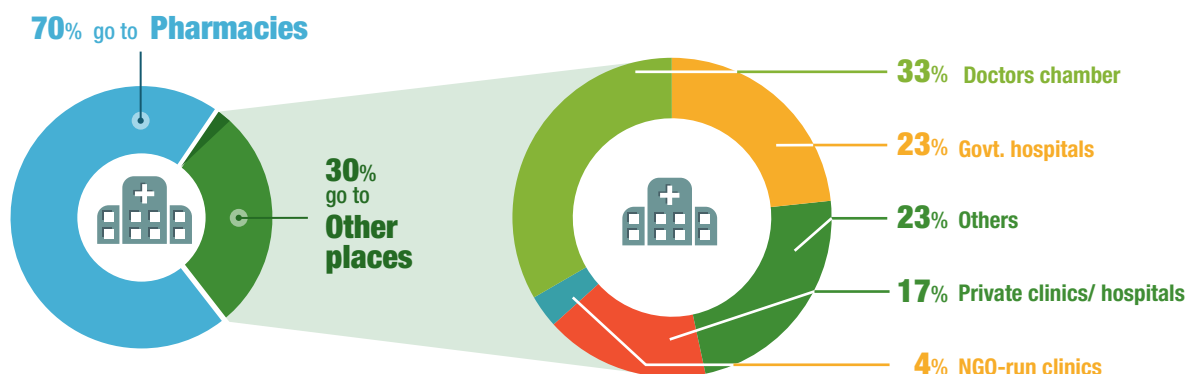 70% go to Pharmacies
30%
go to
Other
places
33% Doctors chamber
23% Govt. hospitals
23% Others
17% Private clinics/ hospitals
4% NGO-run clinics